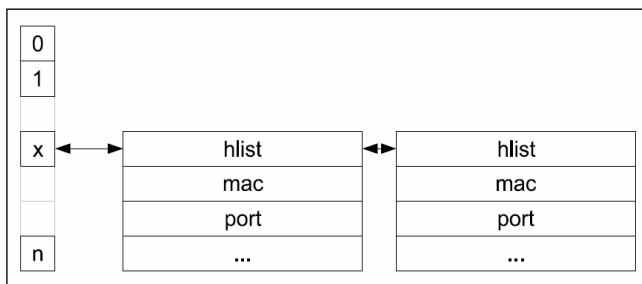 0
1
x hlist hlist
mac mac
port port
n ... ...